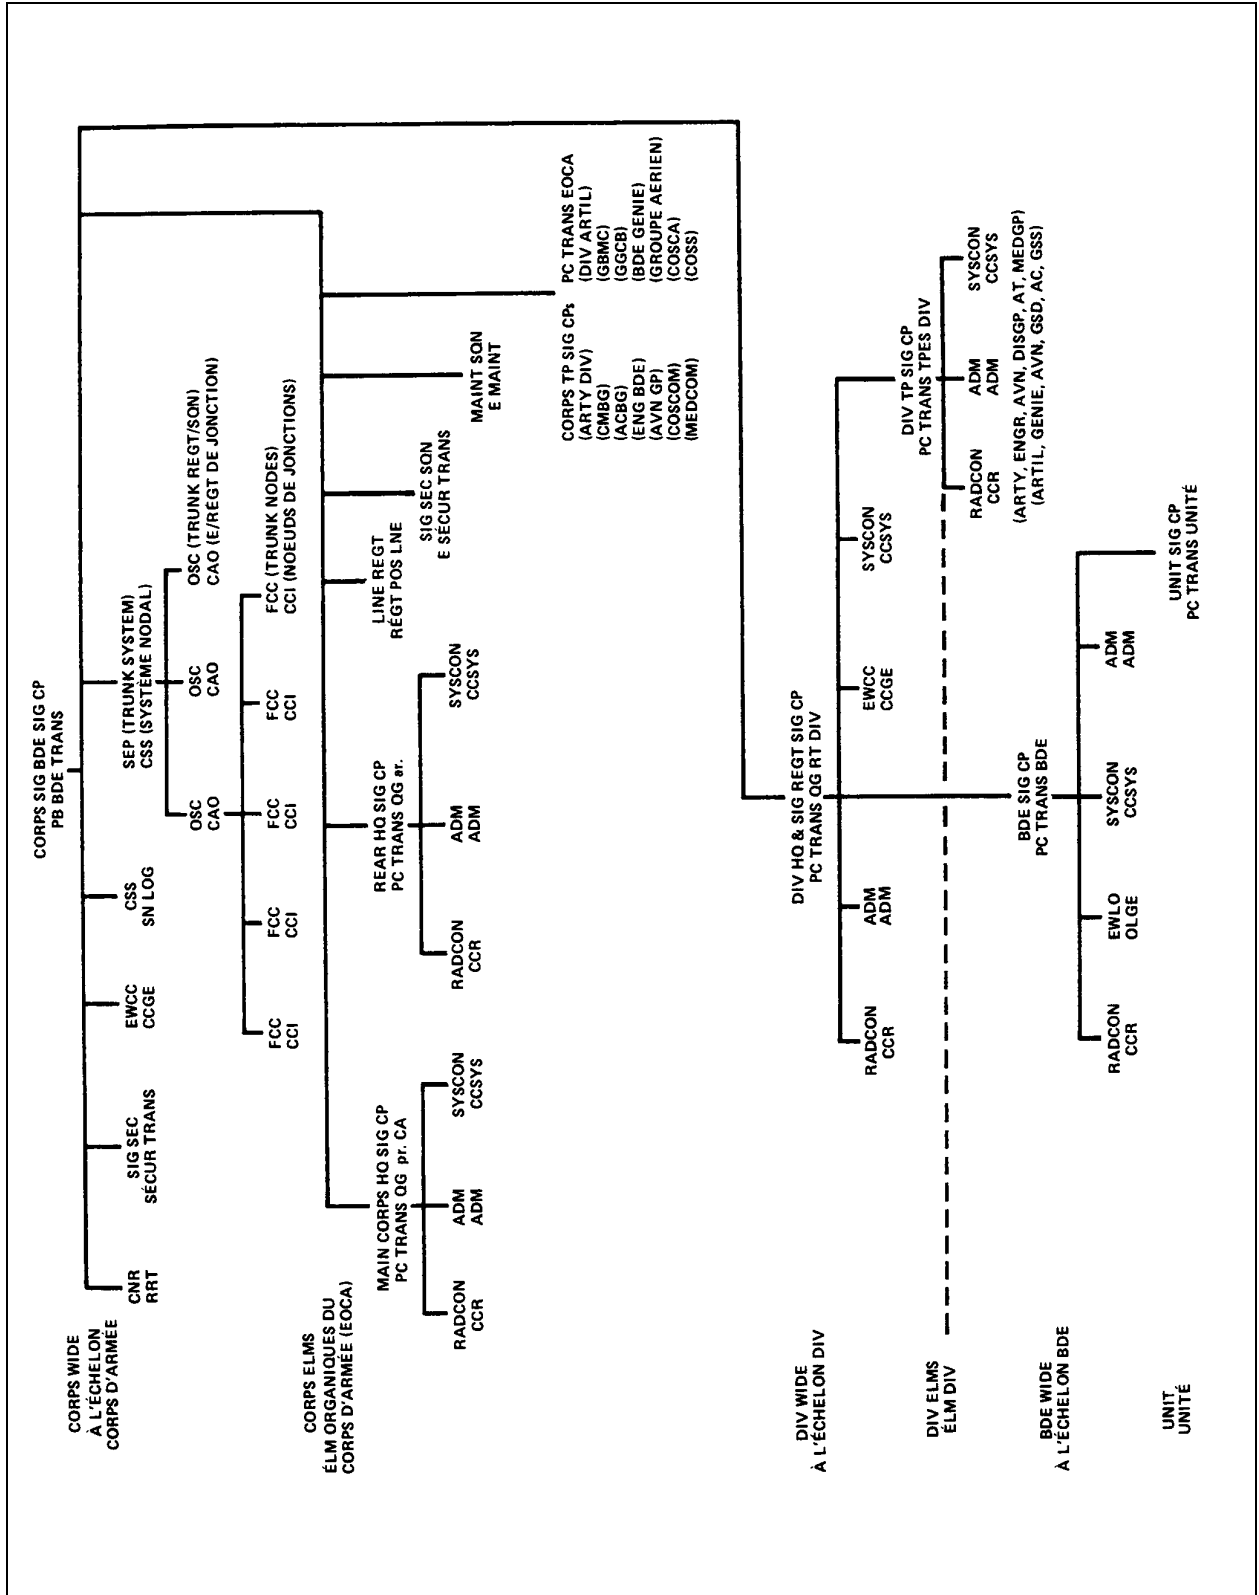 CORPS SIG BDE SIG CP
PB BDE TRANS
CORPS WIDE
À L'ÉCHELON
CORPS D'ARMÉE
CNR
RRT
SIG SEC
SÉCUR TRANS
EWCC
CCGE
CSS
SN LOG
SEP (TRUNK SYSTEM)
CSS (SYSTÈME NODAL)
OSC
CAO
OSC
CAO
OSC (TRUNK REGT/SQN)
CAO (E/RÉGT DE JONCTION)
FCC
CCI
FCC
CCI
FCC
CCI
FCC
CCI
FCC (TRUNK NODES)
CCI (NOEUDS DE JONCTIONS)
CORPS ELMS
ÉLM ORGANIQUES DU
CORPS D'ARMÉE (EOCA)
MAIN CORPS HQ SIG CP
PC TRANS QG pr. CA
RADCON
CCR
ADM
ADM
SYSCON
CCSYS
REAR HQ SIG CP
PC TRANS QG ar.
RADCON
CCR
ADM
ADM
SYSCON
CCSYS
LINE REGT
RÉGT POS LNE
SIG SEC SQN
E SÉCUR TRANS
MAINT SQN
E MAINT
CORPS TP SIG CPs
(ARTY DIV)
(CMBG)
(ACBG)
(ENG BDE)
(AVN GP)
(COSCOM)
(MEDCOM)
PC TRANS EOCA
(DIV ARTIL)
(GBMC)
(GGCB)
(BDE GENIE)
(GROUPE AERIEN)
(COSCA)
(COSS)
DIV WIDE
À L'ÉCHELON DIV
DIV HQ & SIG REGT SIG CP
PC TRANS QG RT DIV
RADCON
CCR
ADM
ADM
EWCC
CCGE
SYSCON
CCSYS
DIV TP SIG CP
PC TRANS TPES DIV
DIV ELMS
ÉLM DIV
RADCON
CCR
ADM
ADM
SYSCON
CCSYS
(ARTY, ENGR, AVN, DISGP, AT, MEDGP)
(ARTIL, GENIE, AVN, GSD, AC, GSS)
BDE WIDE
À L'ÉCHELON BDE
BDE SIG CP
PC TRANS BDE
RADCON
CCR
EWLO
OLGE
SYSCON
CCSYS
ADM
ADM
UNIT
UNITÉ
UNIT SIG CP
PC TRANS UNITÉ